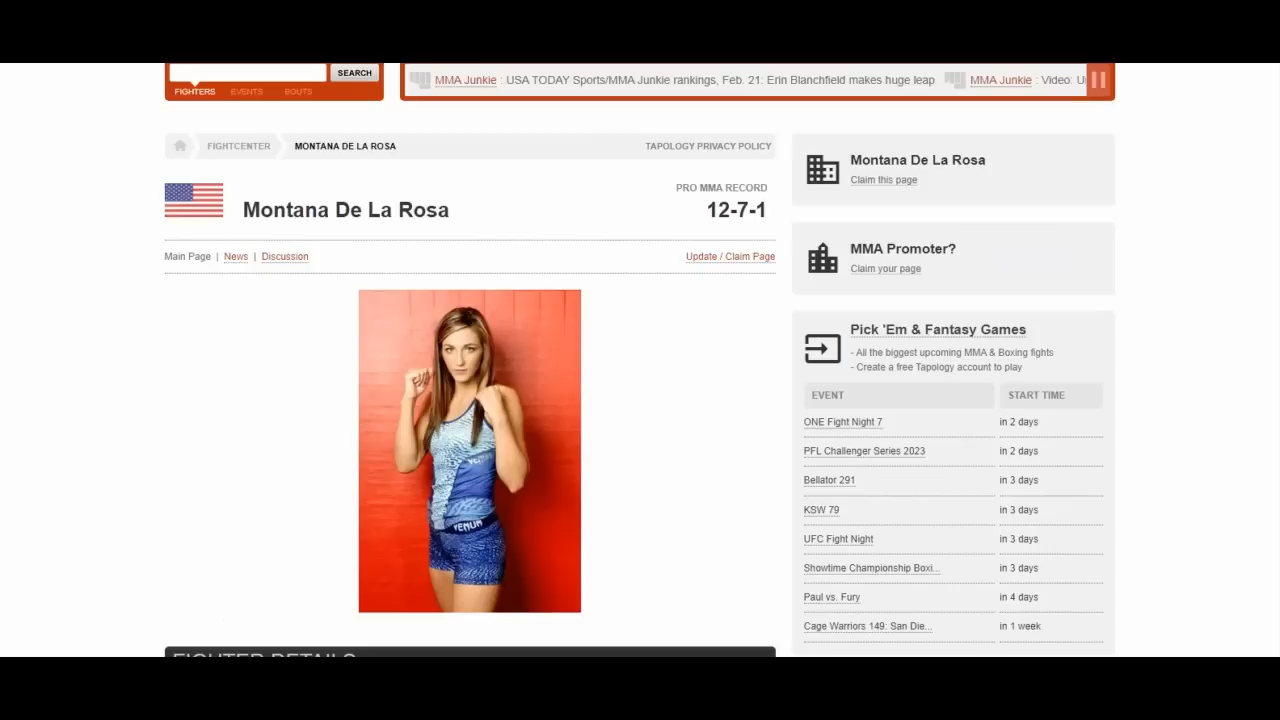 SEARCH
FIGHTERS EVENTS BOUTS
MMA Junkie : USA TODAY Sports/MMA Junkie rankings, Feb. 21: Erin Blanchfield makes huge leap MMA Junkie : Video:
FIGHTCENTER MONTANA DE LA ROSA TAPOLOGY PRIVACY POLICY
PRO MMA RECORD
Montana De La Rosa 12-7-1
Main Page | News | Discussion Update / Claim Page
VENUM
FIGHTER DETAILS
Montana De La Rosa
Claim this page
MMA Promoter?
Claim your page
Pick 'Em & Fantasy Games
- All the biggest upcoming MMA & Boxing fights
- Create a free Tapology account to play
EVENT START TIME
ONE Fight Night 7 in 2 days
PFL Challenger Series 2023 in 2 days
Bellator 291 in 3 days
KSW 79 in 3 days
UFC Fight Night in 3 days
Showtime Championship Boxi... in 3 days
Paul vs. Fury in 4 days
Cage Warriors 149: San Die... in 1 week